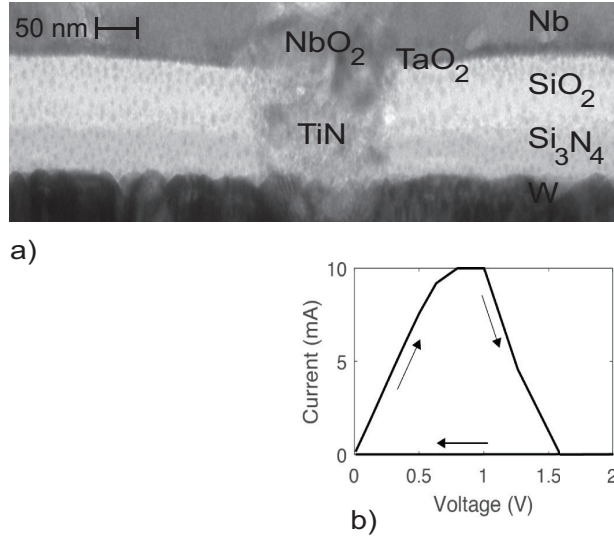 50 nm
Nb
NbO2
TaO2
SiO2
TiN
Si3N4
W
a)
10
5
0
Current (mA)
0 0.5 1 1.5 2
Voltage (V)
b)